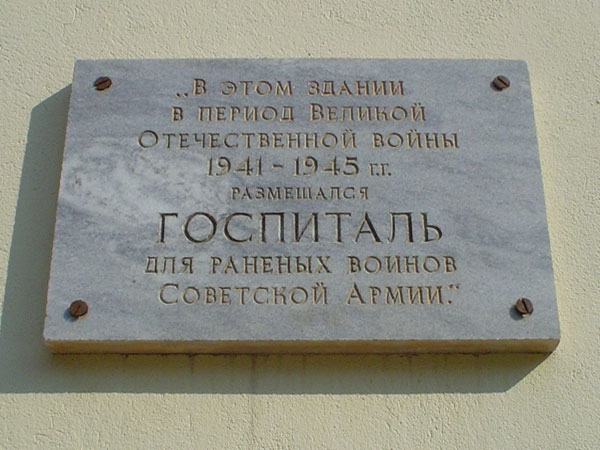 „В этом здании
в период Великой
Отечественной войны
1941 - 1945 г.г.
размещался
ГОСПИТАЛЬ
для раненых воинов
Советской Армии.“